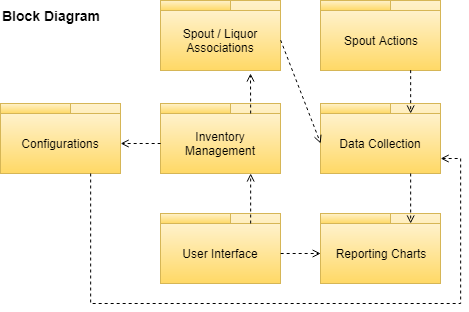 Block Diagram
Spout / Liquor
Associations
Spout Actions
Configurations
Inventory
Management
Data Collection
User Interface
Reporting Charts